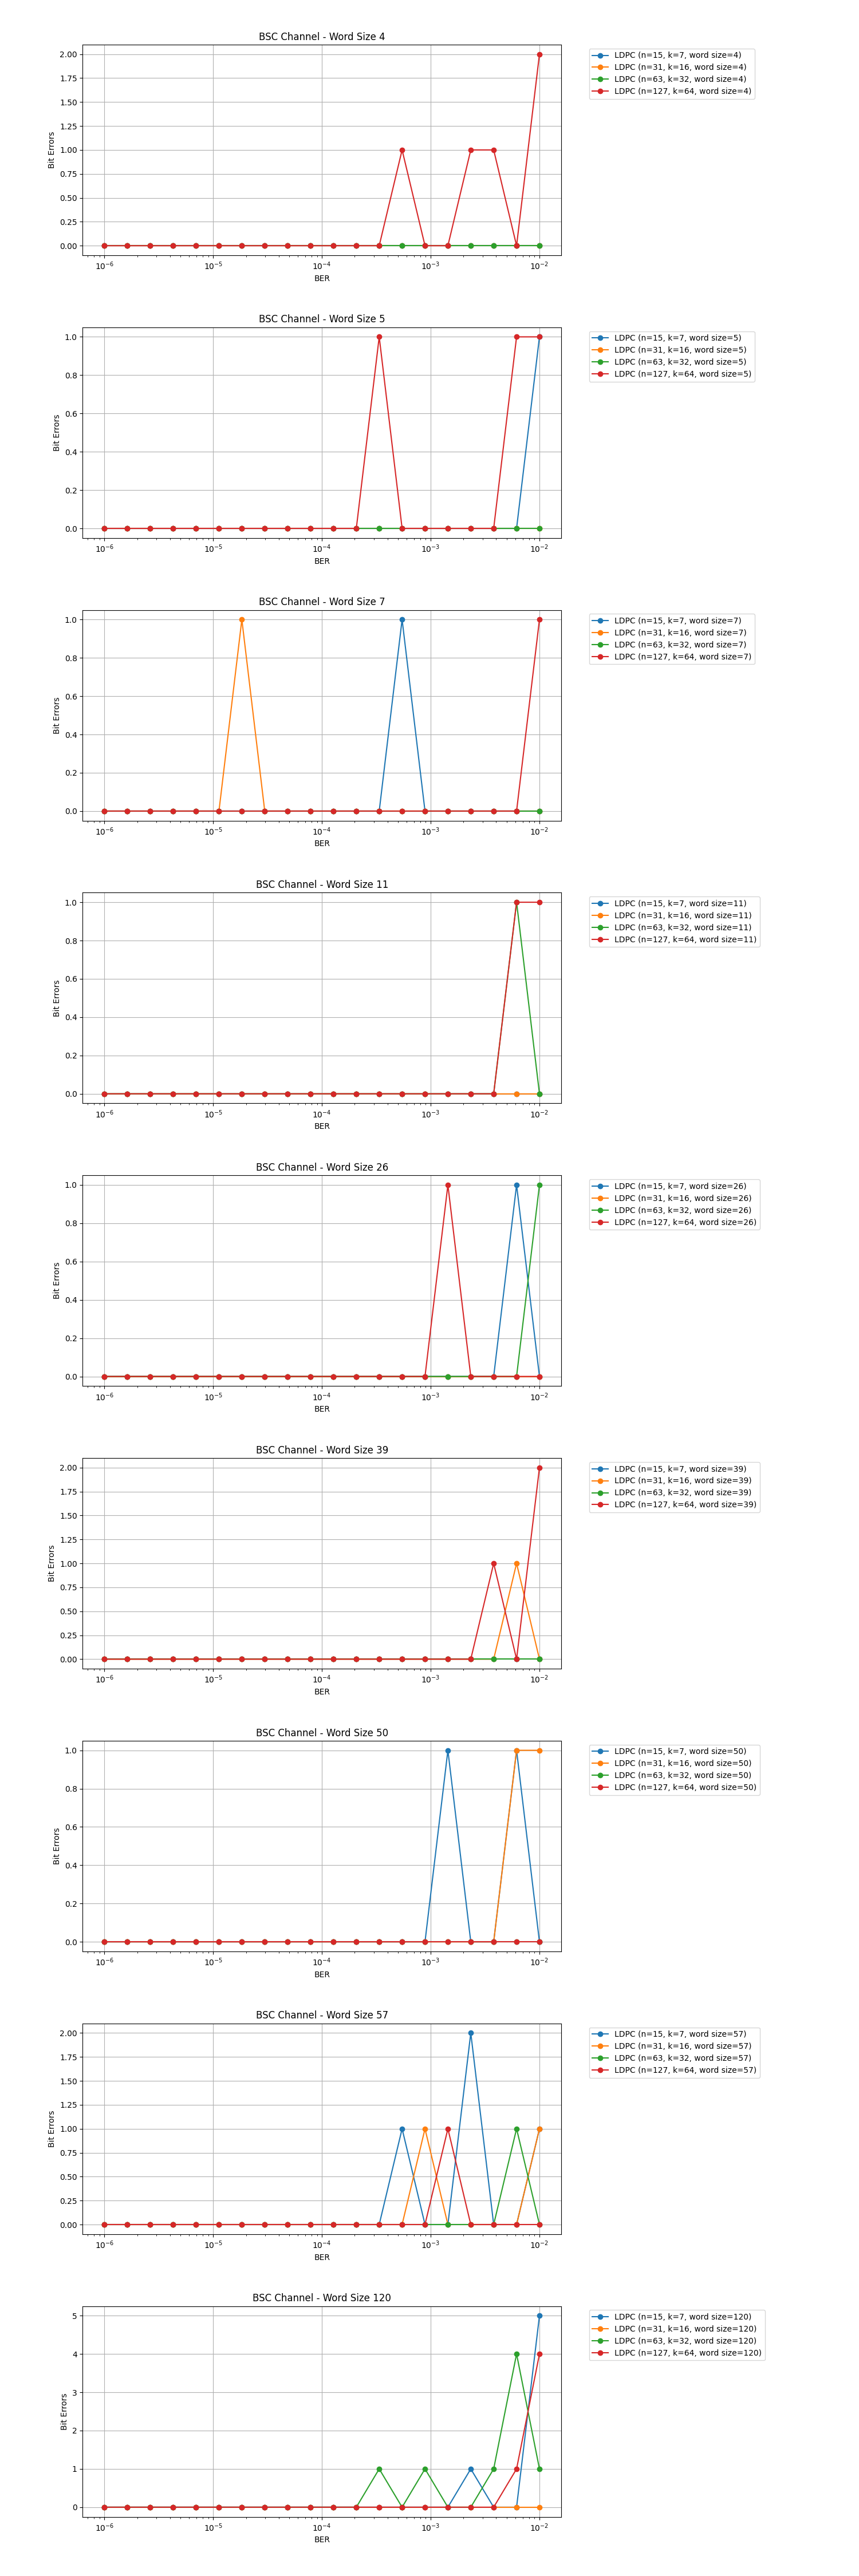 BSC Channel - Word Size 4
2.00
1.75
1.50
1.25
1.00
0.75
0.50
0.25
0.00
Bit Errors
10⁻⁶ 10⁻⁵ 10⁻⁴ 10⁻³ 10⁻²
BER
LDPC (n=15, k=7, word size=4)
LDPC (n=31, k=16, word size=4)
LDPC (n=63, k=32, word size=4)
LDPC (n=127, k=64, word size=4)
BSC Channel - Word Size 5
1.0
0.8
0.6
0.4
0.2
0.0
Bit Errors
10⁻⁶ 10⁻⁵ 10⁻⁴ 10⁻³ 10⁻²
BER
LDPC (n=15, k=7, word size=5)
LDPC (n=31, k=16, word size=5)
LDPC (n=63, k=32, word size=5)
LDPC (n=127, k=64, word size=5)
BSC Channel - Word Size 7
1.0
0.8
0.6
0.4
0.2
0.0
Bit Errors
10⁻⁶ 10⁻⁵ 10⁻⁴ 10⁻³ 10⁻²
BER
LDPC (n=15, k=7, word size=7)
LDPC (n=31, k=16, word size=7)
LDPC (n=63, k=32, word size=7)
LDPC (n=127, k=64, word size=7)
BSC Channel - Word Size 11
1.0
0.8
0.6
0.4
0.2
0.0
Bit Errors
10⁻⁶ 10⁻⁵ 10⁻⁴ 10⁻³ 10⁻²
BER
LDPC (n=15, k=7, word size=11)
LDPC (n=31, k=16, word size=11)
LDPC (n=63, k=32, word size=11)
LDPC (n=127, k=64, word size=11)
BSC Channel - Word Size 26
1.0
0.8
0.6
0.4
0.2
0.0
Bit Errors
10⁻⁶ 10⁻⁵ 10⁻⁴ 10⁻³ 10⁻²
BER
LDPC (n=15, k=7, word size=26)
LDPC (n=31, k=16, word size=26)
LDPC (n=63, k=32, word size=26)
LDPC (n=127, k=64, word size=26)
BSC Channel - Word Size 39
2.00
1.75
1.50
1.25
1.00
0.75
0.50
0.25
0.00
Bit Errors
10⁻⁶ 10⁻⁵ 10⁻⁴ 10⁻³ 10⁻²
BER
LDPC (n=15, k=7, word size=39)
LDPC (n=31, k=16, word size=39)
LDPC (n=63, k=32, word size=39)
LDPC (n=127, k=64, word size=39)
BSC Channel - Word Size 50
1.0
0.8
0.6
0.4
0.2
0.0
Bit Errors
10⁻⁶ 10⁻⁵ 10⁻⁴ 10⁻³ 10⁻²
BER
LDPC (n=15, k=7, word size=50)
LDPC (n=31, k=16, word size=50)
LDPC (n=63, k=32, word size=50)
LDPC (n=127, k=64, word size=50)
BSC Channel - Word Size 57
2.00
1.75
1.50
1.25
1.00
0.75
0.50
0.25
0.00
Bit Errors
10⁻⁶ 10⁻⁵ 10⁻⁴ 10⁻³ 10⁻²
BER
LDPC (n=15, k=7, word size=57)
LDPC (n=31, k=16, word size=57)
LDPC (n=63, k=32, word size=57)
LDPC (n=127, k=64, word size=57)
BSC Channel - Word Size 120
5
4
3
2
1
0
Bit Errors
10⁻⁶ 10⁻⁵ 10⁻⁴ 10⁻³ 10⁻²
BER
LDPC (n=15, k=7, word size=120)
LDPC (n=31, k=16, word size=120)
LDPC (n=63, k=32, word size=120)
LDPC (n=127, k=64, word size=120)